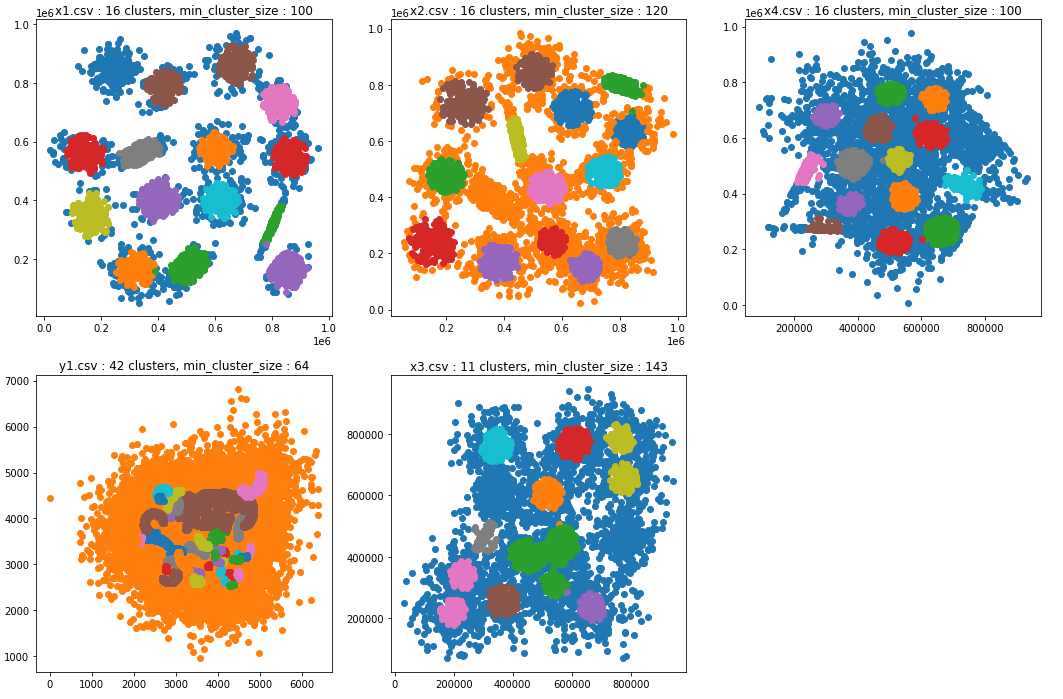 1e6 x1.csv : 16 clusters, min_cluster_size : 100
1.0
0.8
0.6
0.4
0.2
0.0 0.2 0.4 0.6 0.8 1.0
1e6
1e6 x2.csv : 16 clusters, min_cluster_size : 120
1.0
0.8
0.6
0.4
0.2
0.0
0.2 0.4 0.6 0.8 1.0
1e6
1e6 x4.csv : 16 clusters, min_cluster_size : 100
1.0
0.8
0.6
0.4
0.2
0.0
200000 400000 600000 800000
y1.csv : 42 clusters, min_cluster_size : 64
7000
6000
5000
4000
3000
2000
1000
0 1000 2000 3000 4000 5000 6000
x3.csv : 11 clusters, min_cluster_size : 143
800000
600000
400000
200000
0 200000 400000 600000 800000